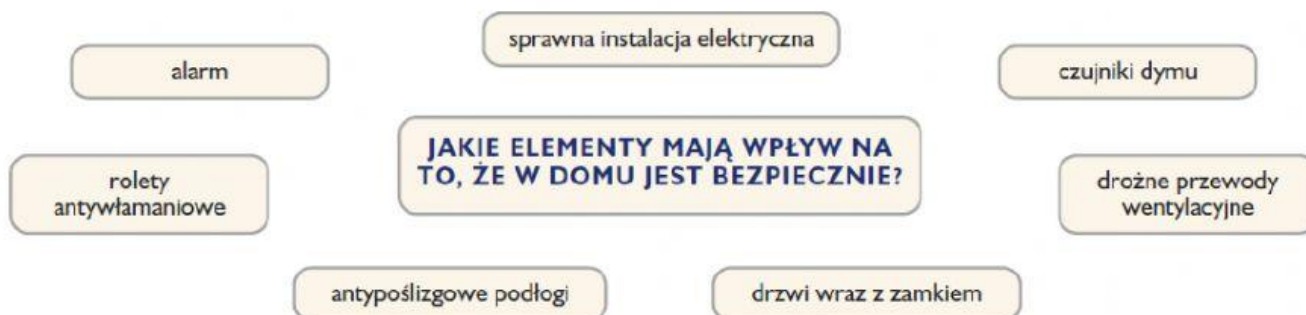 sprawna instalacja elektryczna
alarm
czujniki dymu
JAKIE ELEMENTY MAJĄ WPŁYW NA
TO, ŻE W DOMU JEST BEZPIECZNIE?
rolety
antywłamaniowe
drożne przewody
wentylacyjne
antypoślizgowe podłogi
drzwi wraz z zamkiem